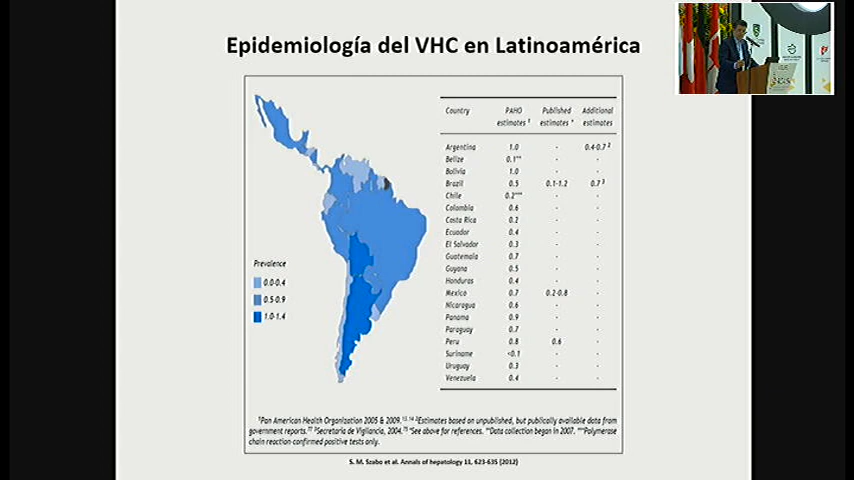 Epidemiología del VHC en Latinoamérica
Country PAHO estimates † Published estimates * Additional estimates
Argentina 1.0 - 0.4-0.7 ²
Belize 0.1** - -
Bolivia 1.0 - -
Brazil 0.5 0.1-1.2 0.7 ³
Chile 0.2*** - -
Colombia 0.6 - -
Costa Rica 0.2 - -
Ecuador 0.4 - -
El Salvador 0.3 - -
Guatemala 0.7 - -
Guyana 0.5 - -
Honduras 0.4 - -
Mexico 0.7 0.2-0.8 -
Nicaragua 0.6 - -
Panama 0.9 - -
Paraguay 0.7 - -
Peru 0.8 0.6 -
Suriname <0.1 - -
Uruguay 0.3 - -
Venezuela 0.4 - -
Prevalence
0.0-0.4
0.5-0.9
1.0-1.4
Pan American Health Organization 2005 & 2009. Estimates based on unpublished, but publically available data from
government reports. Secretaria de Vigilancia, 2004. *See above for references. **Data collection began in 2007. ***Polymerase
chain reaction-confirmed positive tests only.
S. M. Szabo et al. Annals of hepatology 11, 623-635 (2012)